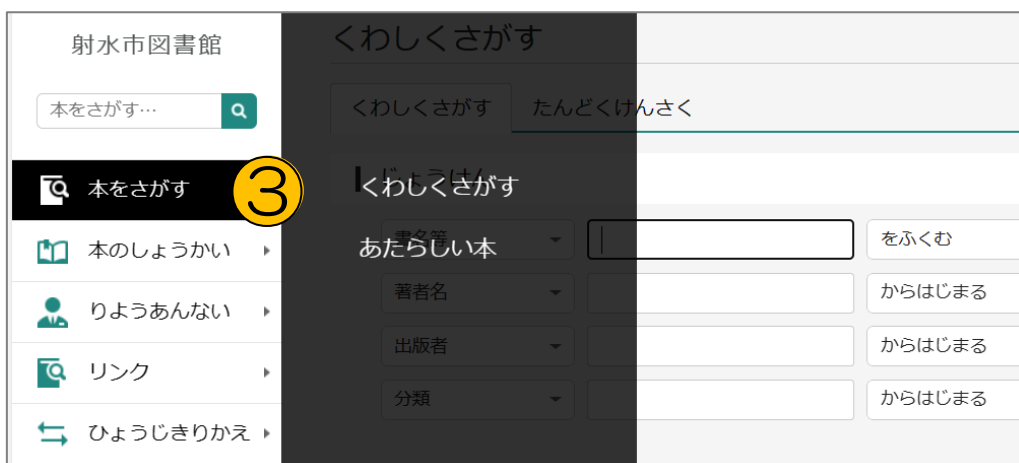 射水市図書館
本をさがす…
本をさがす
③
本のしょうかい
りようあんない
リンク
ひょうじきりかえ
くわしくさがす
あたらしい本
くわしくさがす
くわしくさがす たんどくけんさく
じょうけん
書名等 をふくむ
著者名 からはじまる
出版者 からはじまる
分類 からはじまる